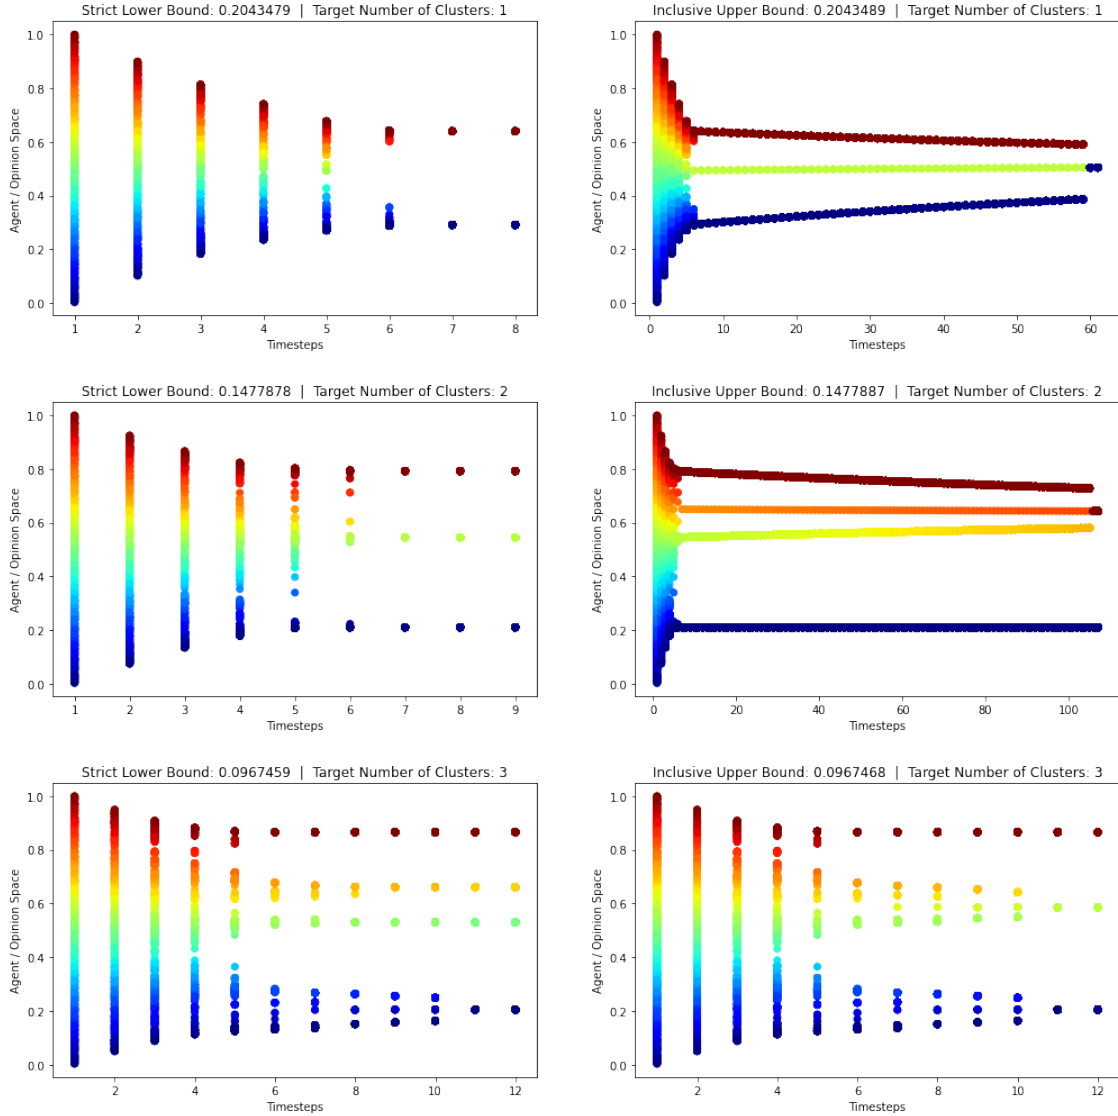 Strict Lower Bound: 0.2043479 | Target Number of Clusters: 1
Agent / Opinion Space
1.0
0.8
0.6
0.4
0.2
0.0
1 2 3 4 5 6 7 8
Timesteps
Inclusive Upper Bound: 0.2043489 | Target Number of Clusters: 1
Agent / Opinion Space
1.0
0.8
0.6
0.4
0.2
0.0
0 10 20 30 40 50 60
Timesteps
Strict Lower Bound: 0.1477878 | Target Number of Clusters: 2
Agent / Opinion Space
1.0
0.8
0.6
0.4
0.2
0.0
1 2 3 4 5 6 7 8 9
Timesteps
Inclusive Upper Bound: 0.1477887 | Target Number of Clusters: 2
Agent / Opinion Space
1.0
0.8
0.6
0.4
0.2
0.0
0 20 40 60 80 100
Timesteps
Strict Lower Bound: 0.0967459 | Target Number of Clusters: 3
Agent / Opinion Space
1.0
0.8
0.6
0.4
0.2
0.0
2 4 6 8 10 12
Timesteps
Inclusive Upper Bound: 0.0967468 | Target Number of Clusters: 3
Agent / Opinion Space
1.0
0.8
0.6
0.4
0.2
0.0
2 4 6 8 10 12
Timesteps